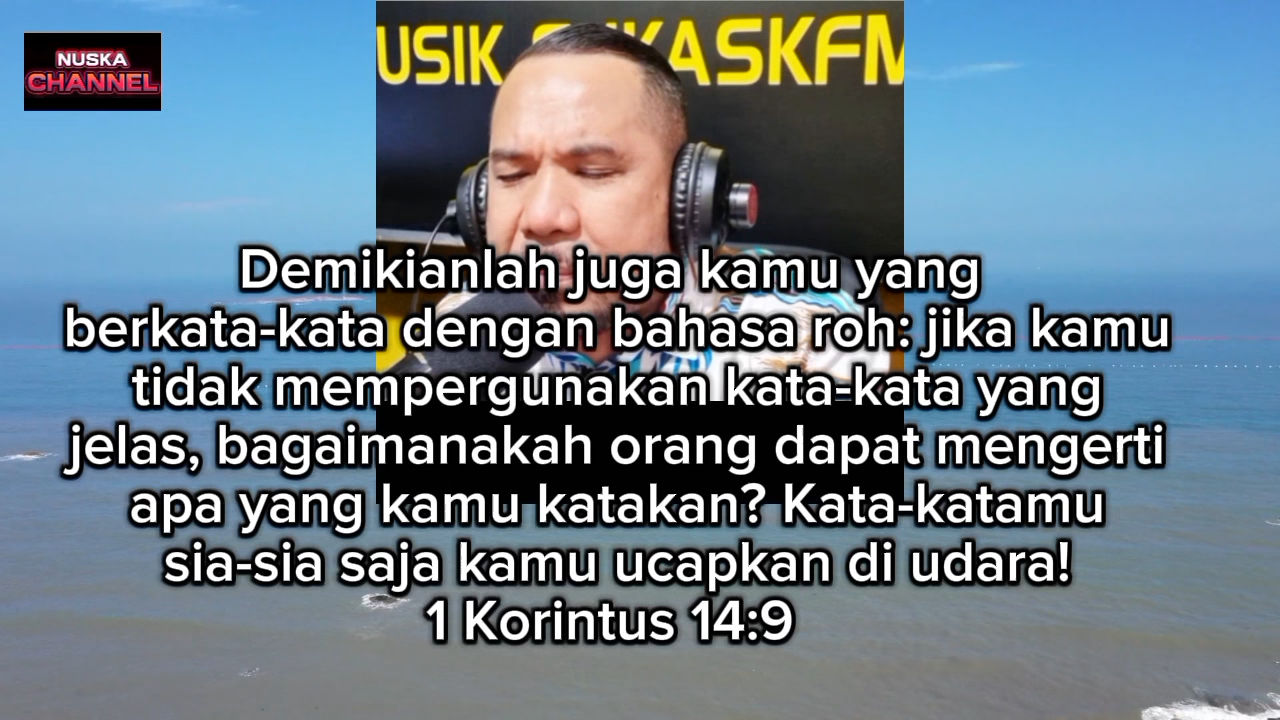 NUSKA
CHANNEL
USIK SUKASKFM
Demikianlah juga kamu yang
berkata-kata dengan bahasa roh: jika kamu
tidak mempergunakan kata-kata yang
jelas, bagaimanakah orang dapat mengerti
apa yang kamu katakan? Kata-katamu
sia-sia saja kamu ucapkan di udara!
1 Korintus 14:9